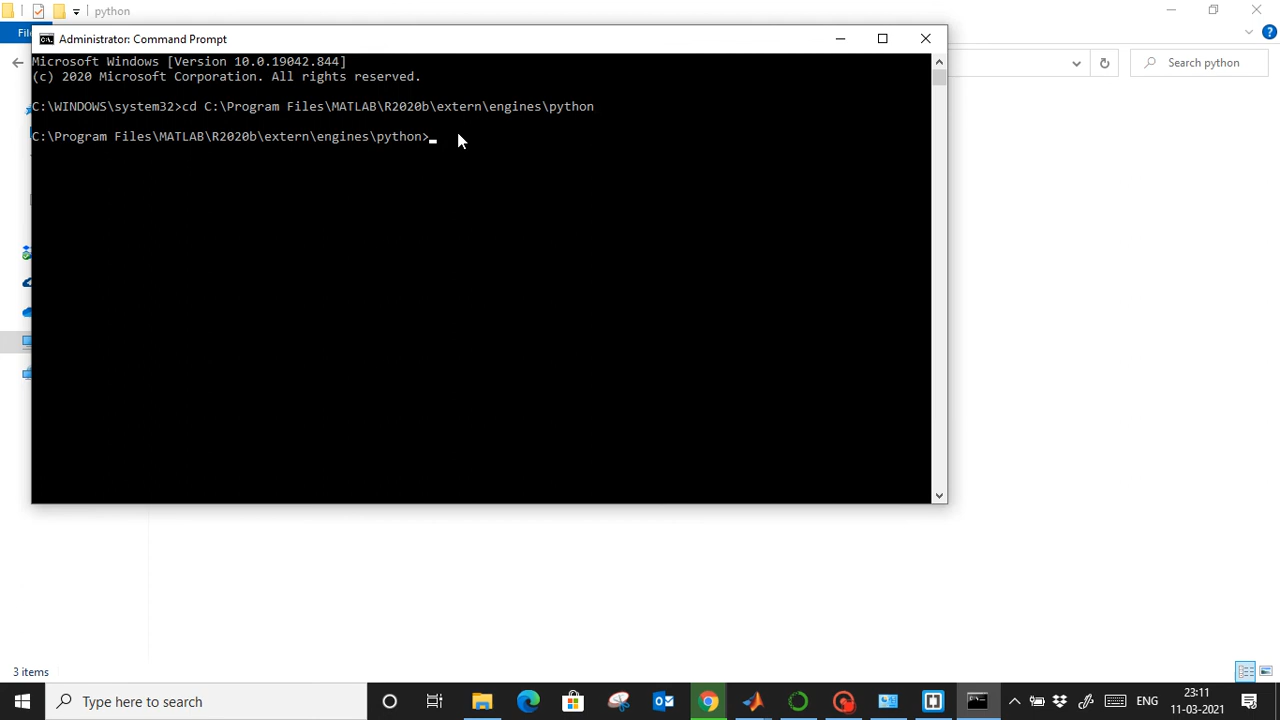 python
Administrator: Command Prompt
Microsoft Windows [Version 10.0.19042.844]
(c) 2020 Microsoft Corporation. All rights reserved.
C:\WINDOWS\system32>cd C:\Program Files\MATLAB\R2020b\extern\engines\python
C:\Program Files\MATLAB\R2020b\extern\engines\python>
Search python
3 items
Type here to search
ENG
23:11
11-03-2021